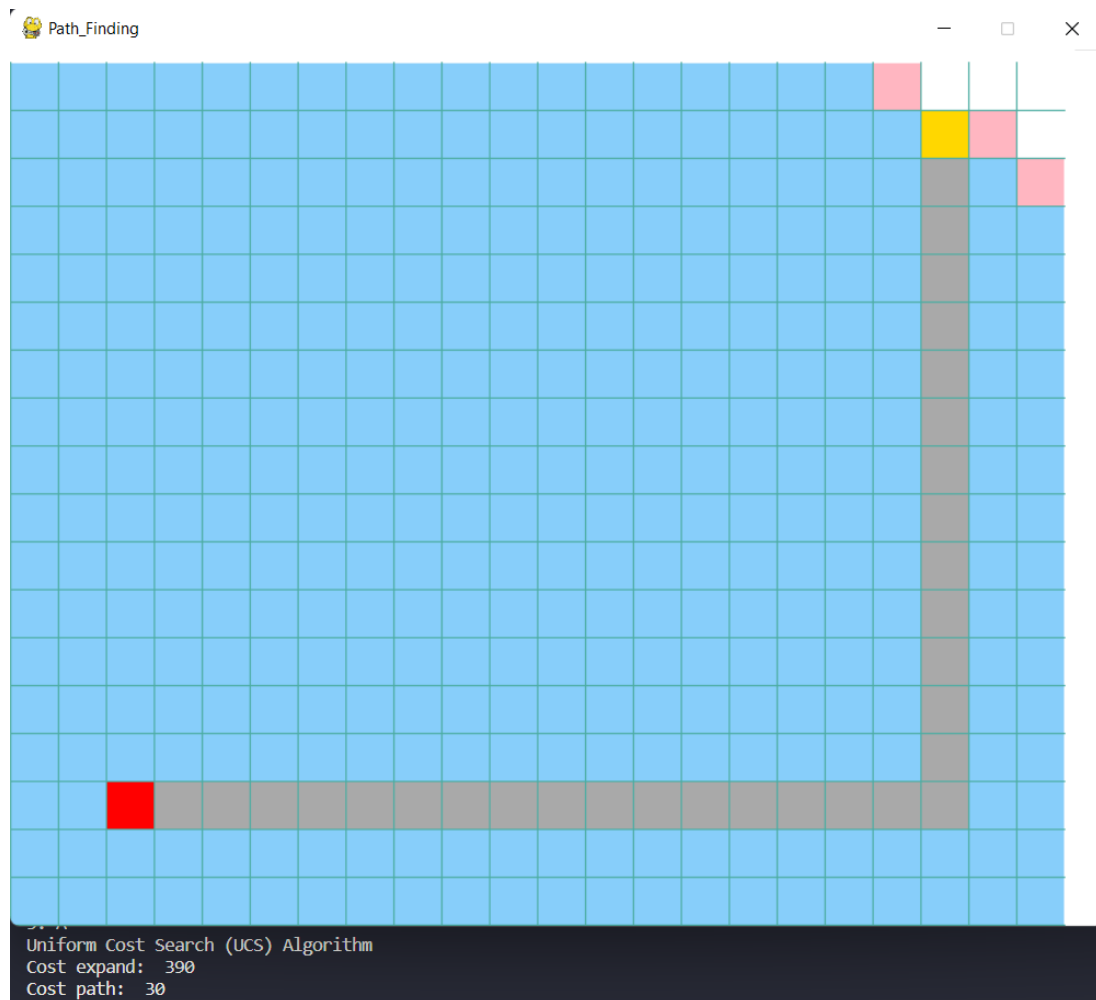 Path_Finding
Uniform Cost Search (UCS) Algorithm
Cost expand:  390
Cost path:  30